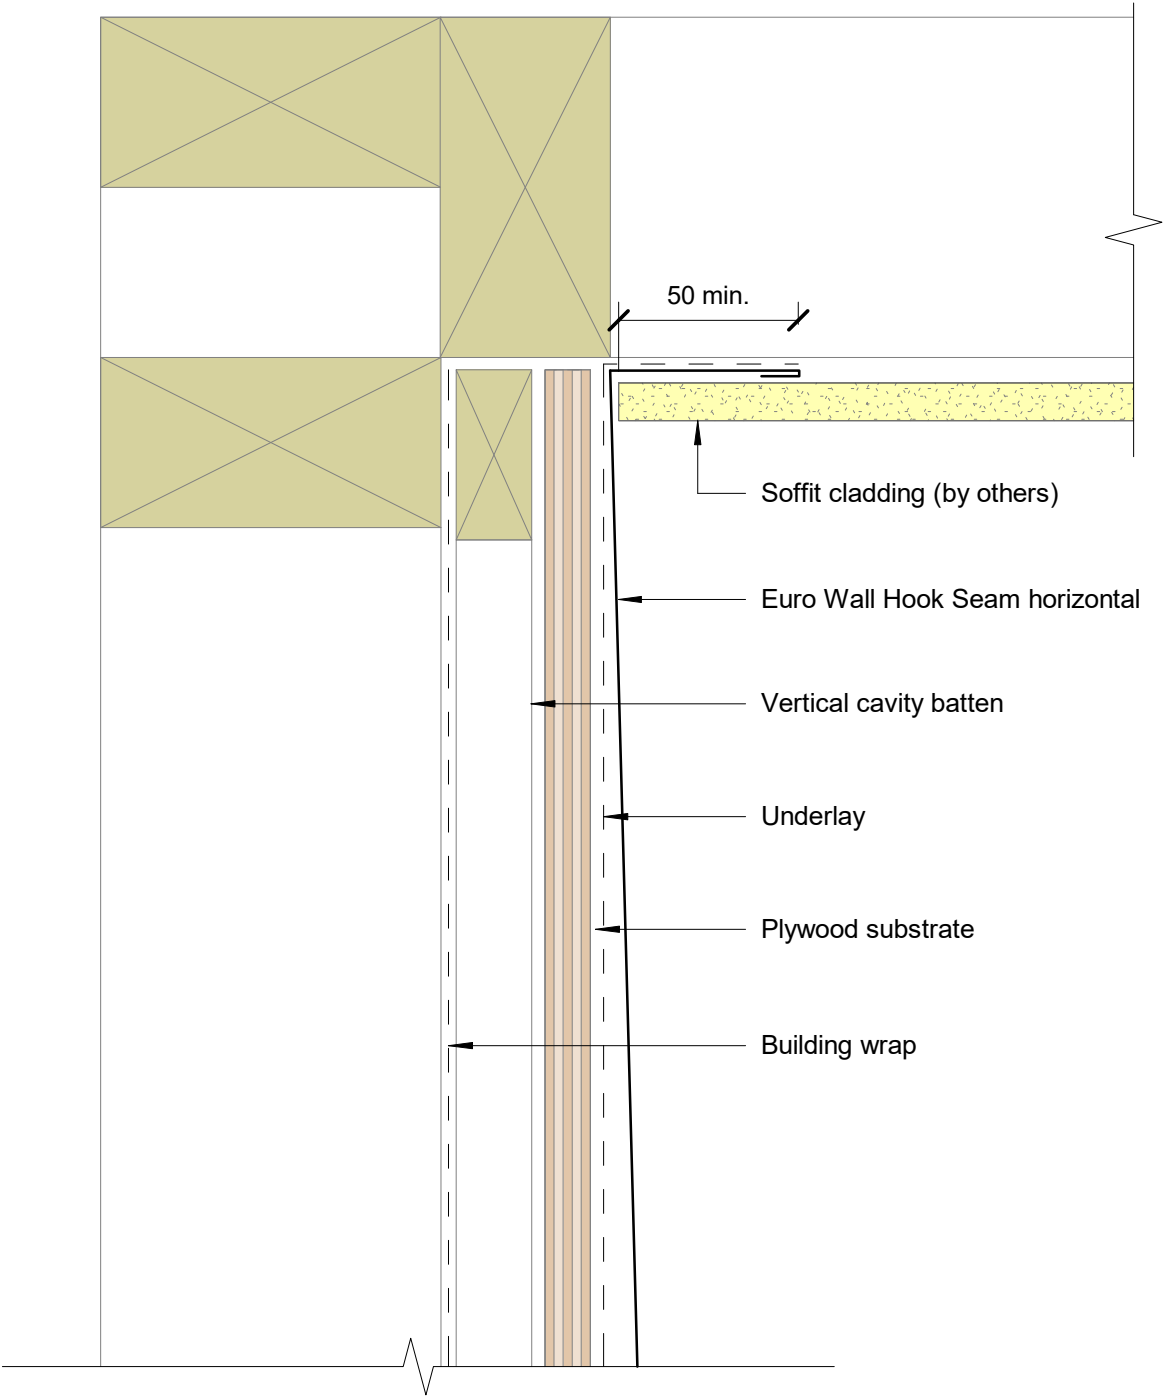 50 min.
Soffit cladding (by others)
Euro Wall Hook Seam horizontal
Vertical cavity batten
Underlay
Plywood substrate
Building wrap